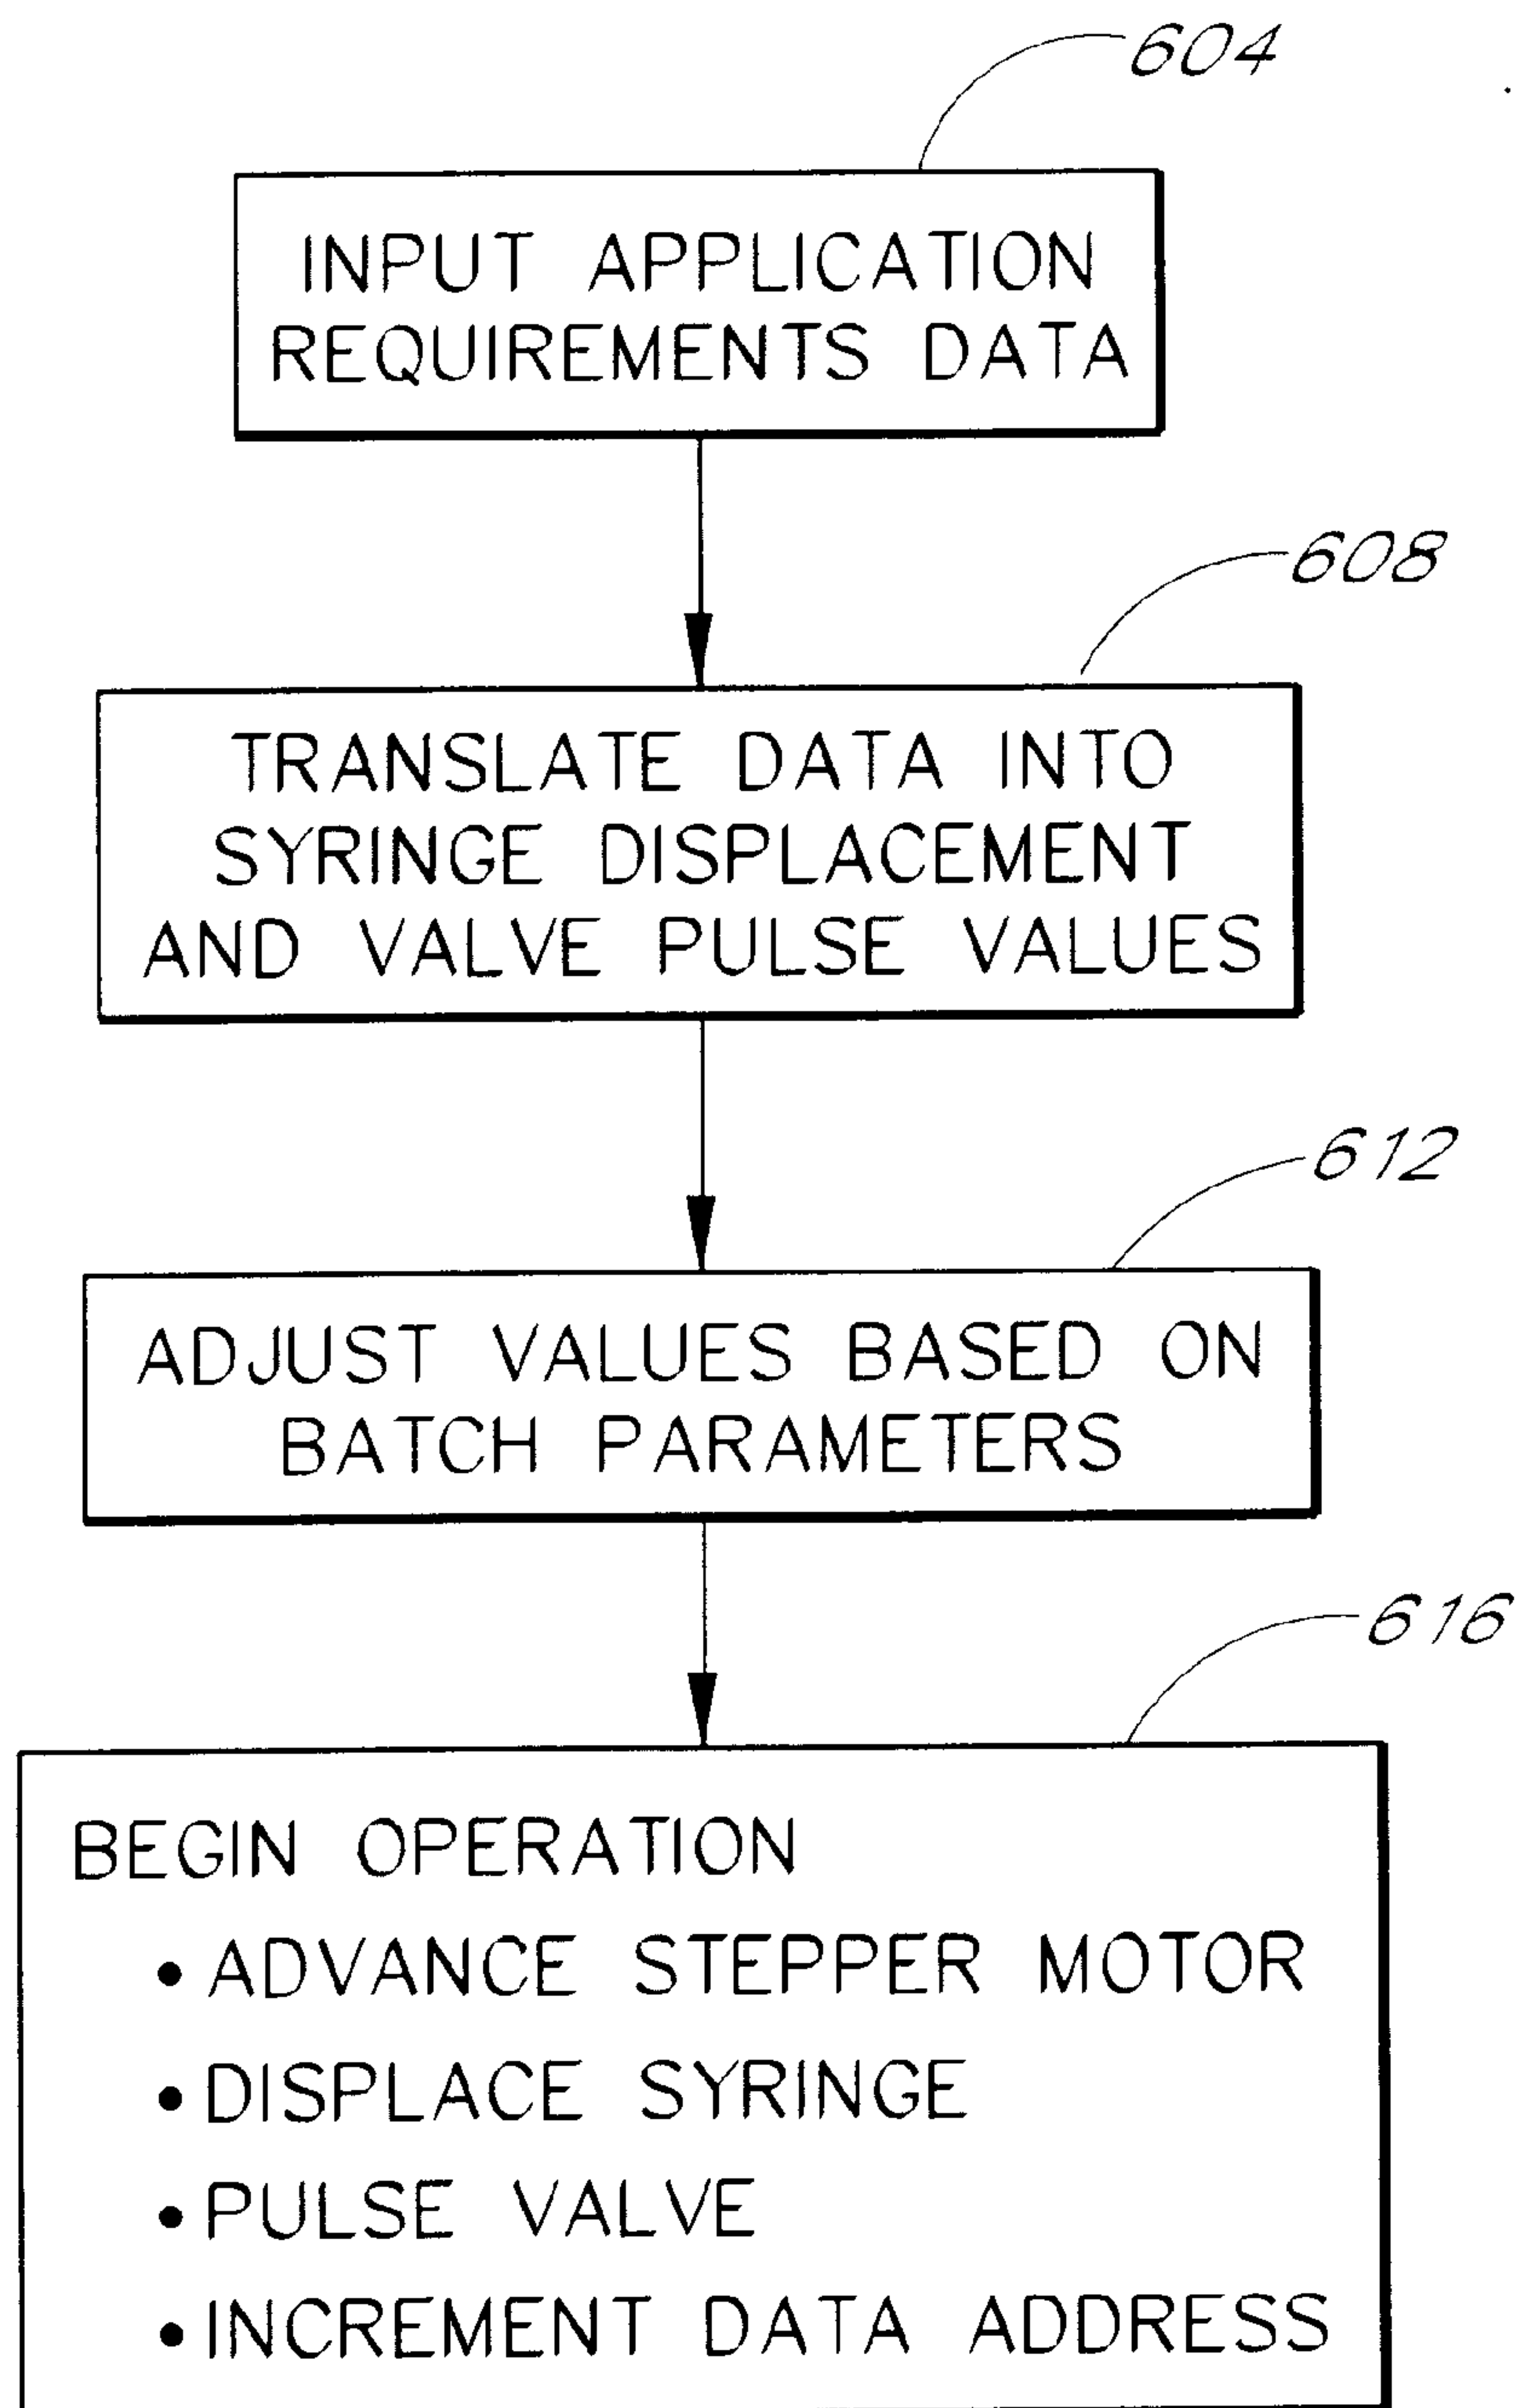 604
INPUT APPLICATION
REQUIREMENTS DATA
608
TRANSLATE DATA INTO
SYRINGE DISPLACEMENT
AND VALVE PULSE VALUES
612
ADJUST VALUES BASED ON
BATCH PARAMETERS
616
BEGIN OPERATION
• ADVANCE STEPPER MOTOR
• DISPLACE SYRINGE
• PULSE VALVE
• INCREMENT DATA ADDRESS